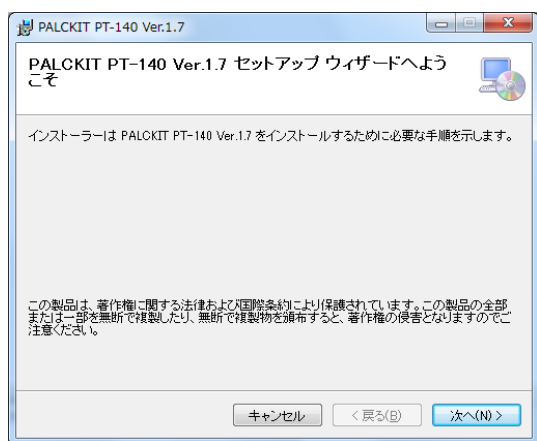 PALCKIT PT-140 Ver.1.7
PALCKIT PT-140 Ver.1.7 セットアップ ウィザードへよう
こそ
インストーラーは PALCKIT PT-140 Ver.1.7 をインストールするために必要な手順を示します。
この製品は、著作権に関する法律および国際条約により保護されています。この製品の全部
または一部を無断で複製したり、無断で複製物を頒布すると、著作権の侵害となりますのでご
注意ください。
キャンセル
< 戻る(B)
次へ(N) >